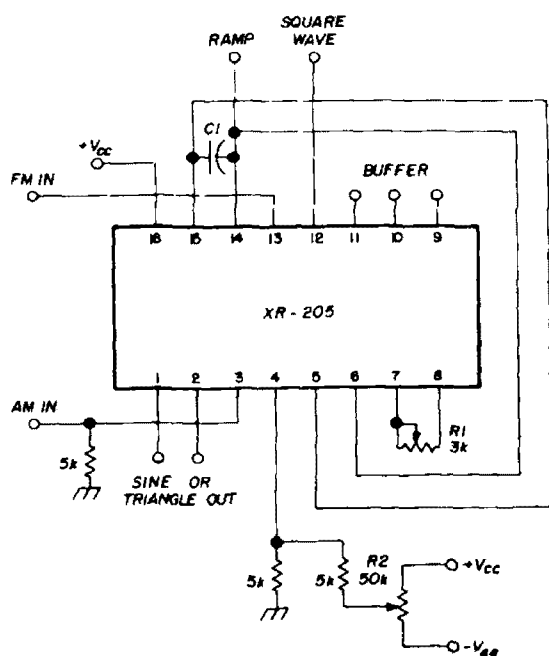 SQUARE
WAVE
RAMP
C1
+Vcc
FM IN
BUFFER
16 15 14 13 12 11 10 9
XR-205
1 2 3 4 5 6 7 8
AM IN
R1
3k
5k
SINE OR
TRIANGLE OUT
R2
50k
+Vcc
5k
5k
-Vee